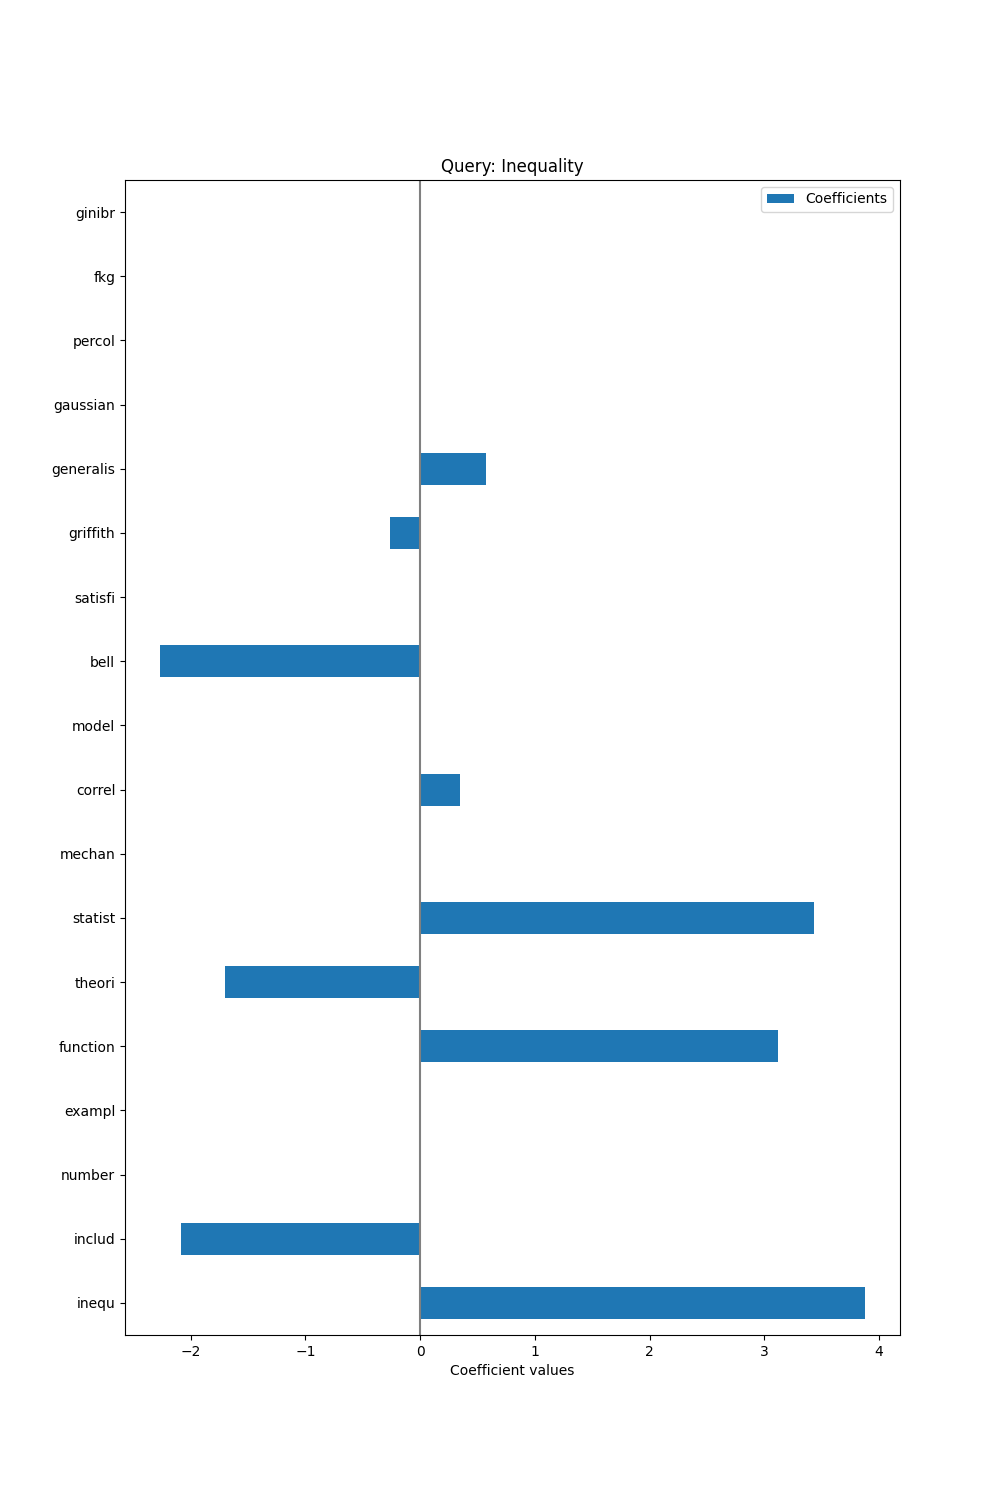 Query: Inequality
Coefficients
ginibr
fkg
percol
gaussian
generalis
griffith
satisfi
bell
model
correl
mechan
statist
theori
function
exampl
number
includ
inequ
−2 −1 0 1 2 3 4
Coefficient values